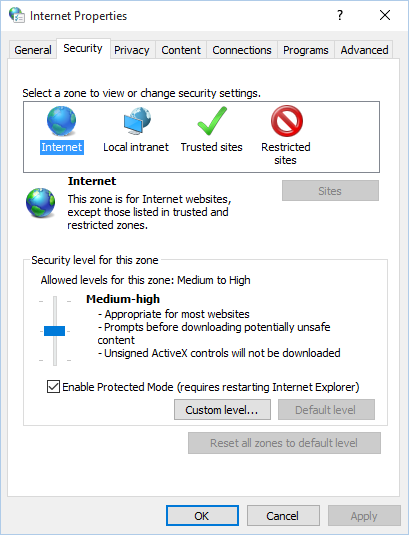 Internet Properties
?
General Security Privacy Content Connections Programs Advanced
Select a zone to view or change security settings.
Internet Local intranet Trusted sites Restricted
sites
Internet
Sites
This zone is for Internet websites,
except those listed in trusted and
restricted zones.
Security level for this zone
Allowed levels for this zone: Medium to High
Medium-high
- Appropriate for most websites
- Prompts before downloading potentially unsafe
content
- Unsigned ActiveX controls will not be downloaded
Enable Protected Mode (requires restarting Internet Explorer)
Custom level... Default level
Reset all zones to default level
OK Cancel Apply